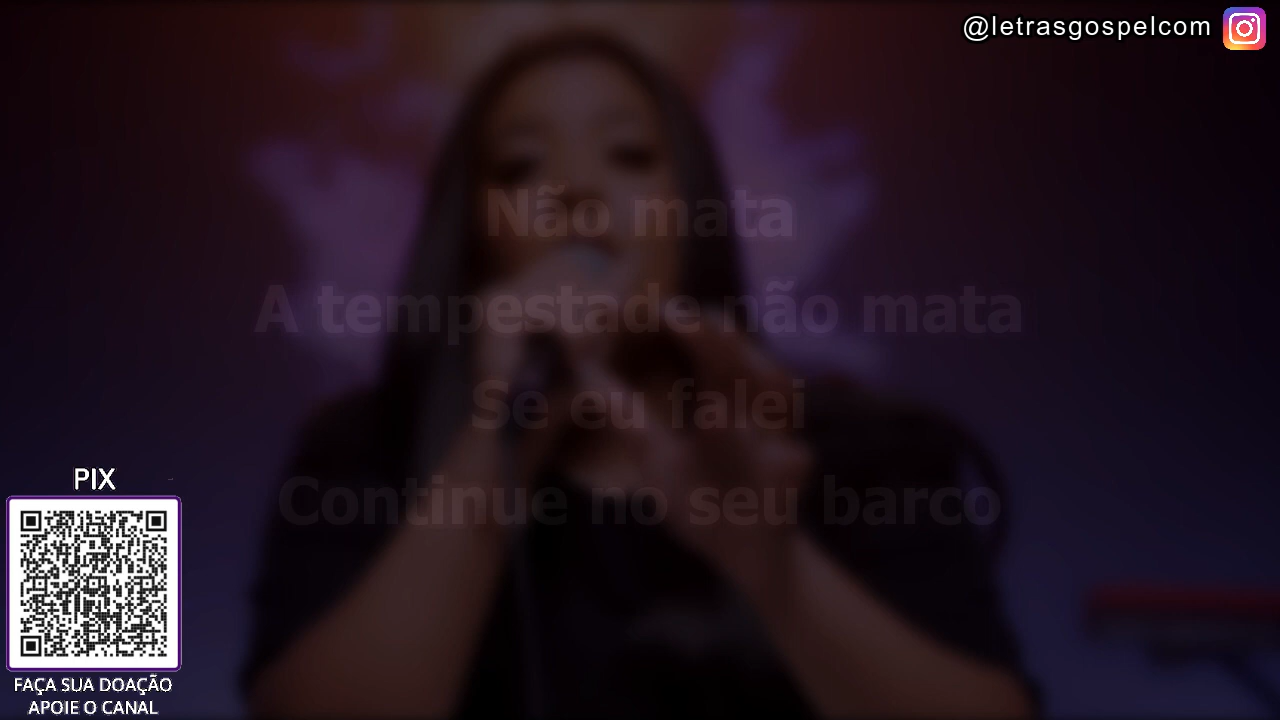 @letrasgospelcom
Não mata
A tempestade não mata
Se eu falei
Continue no seu barco
PIX
FAÇA SUA DOAÇÃO
APOIE O CANAL